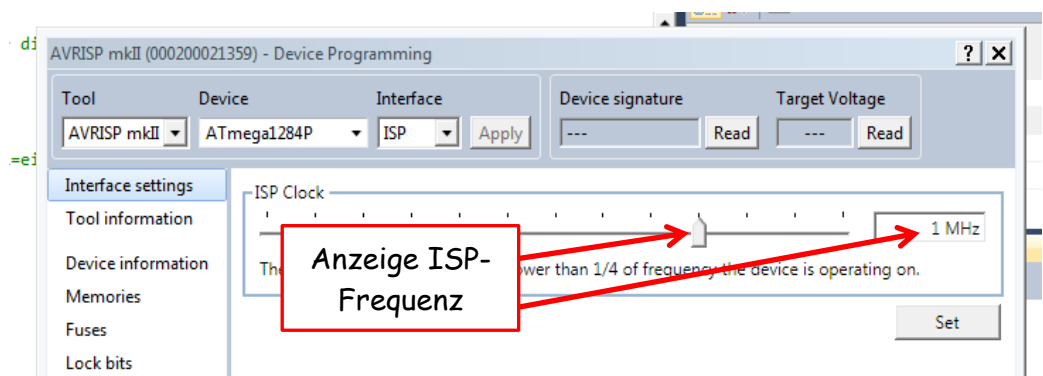 di
AVRISP mkII (000200021359) - Device Programming
? X
Tool Device Interface Device signature Target Voltage
AVRISP mkII ATmega1284P ISP Apply --- Read --- Read
.=ei
Interface settings
Tool information
Device information
Memories
Fuses
Lock bits
ISP Clock
1 MHz
Anzeige ISP-
Frequenz
The ower than 1/4 of frequency the device is operating on.
Set